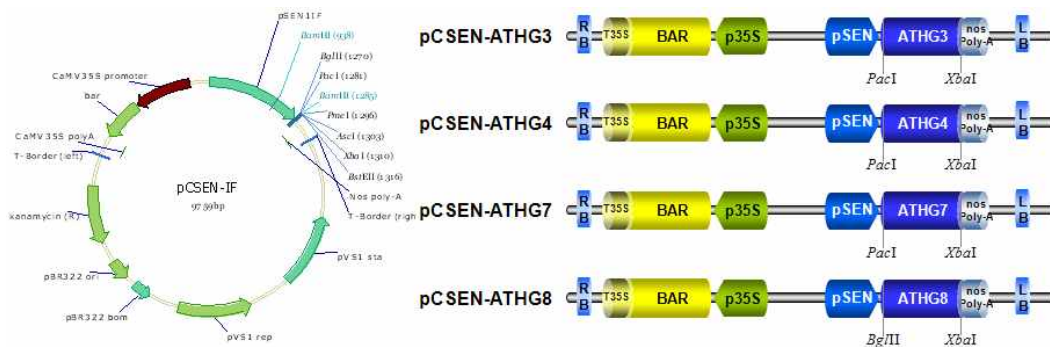 pSEN1IF
BamHI (938)
BglII (1270)
PacI (1281)
BamHI (1285)
PmeI (1296)
AscI (1303)
XbaI (1310)
BstEII (1316)
Nos poly-A
T-Border (righ
CaMV35S promoter
bar
CaMV35S polyA
T-Border (left)
kanamycin (R)
pBR322 ori
pBR322 bom
pVS1 rep
pVS1 sta
pCSEN-IF
9759bp
pCSEN-ATHG3 RB T35S BAR p35S pSEN ATHG3 nos Poly-A LB
PacI XbaI
pCSEN-ATHG4 RB T35S BAR p35S pSEN ATHG4 nos Poly-A LB
PacI XbaI
pCSEN-ATHG7 RB T35S BAR p35S pSEN ATHG7 nos Poly-A LB
PacI XbaI
pCSEN-ATHG8 RB T35S BAR p35S pSEN ATHG8 nos Poly-A LB
BglII XbaI